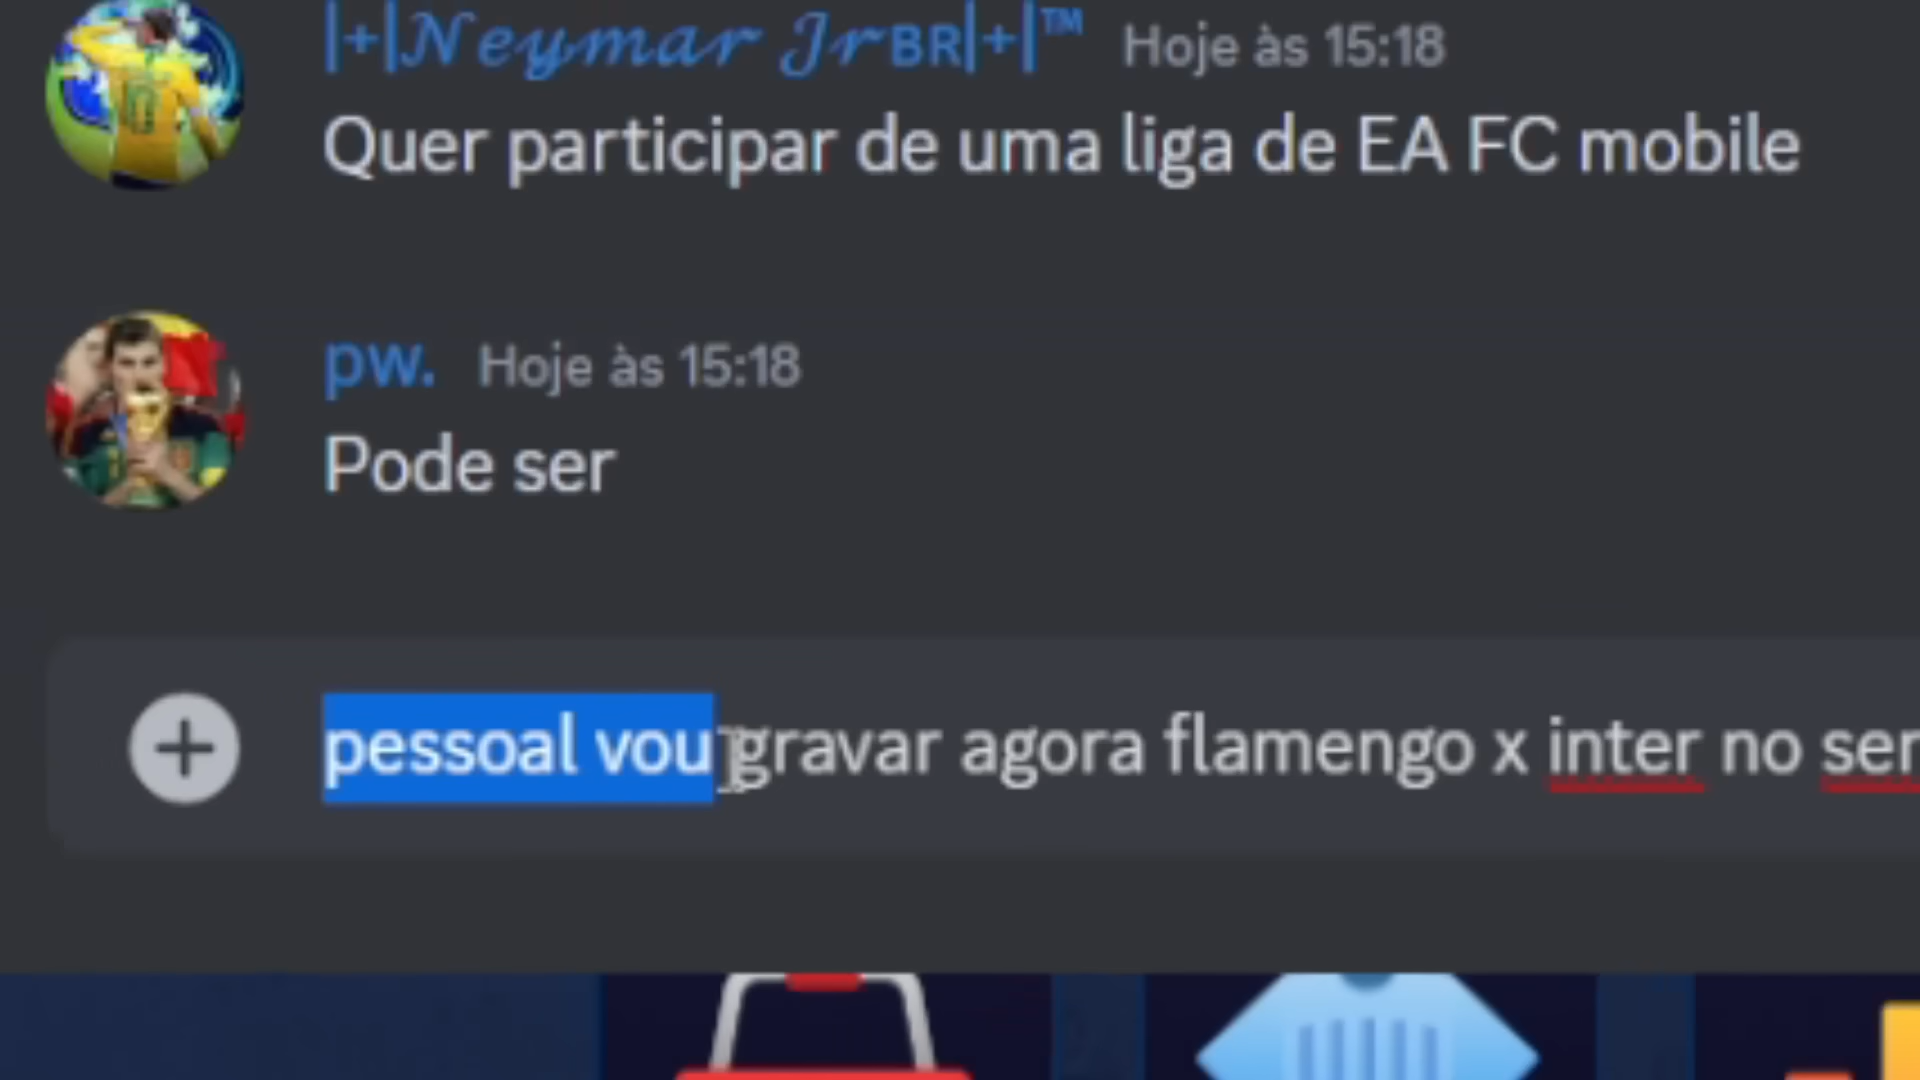 |+|𝓝𝓮𝔂𝓶𝓪𝓻 𝓙𝓻BR|+|™ Hoje às 15:18
Quer participar de uma liga de EA FC mobile
pw. Hoje às 15:18
Pode ser
pessoal vou gravar agora flamengo x inter no